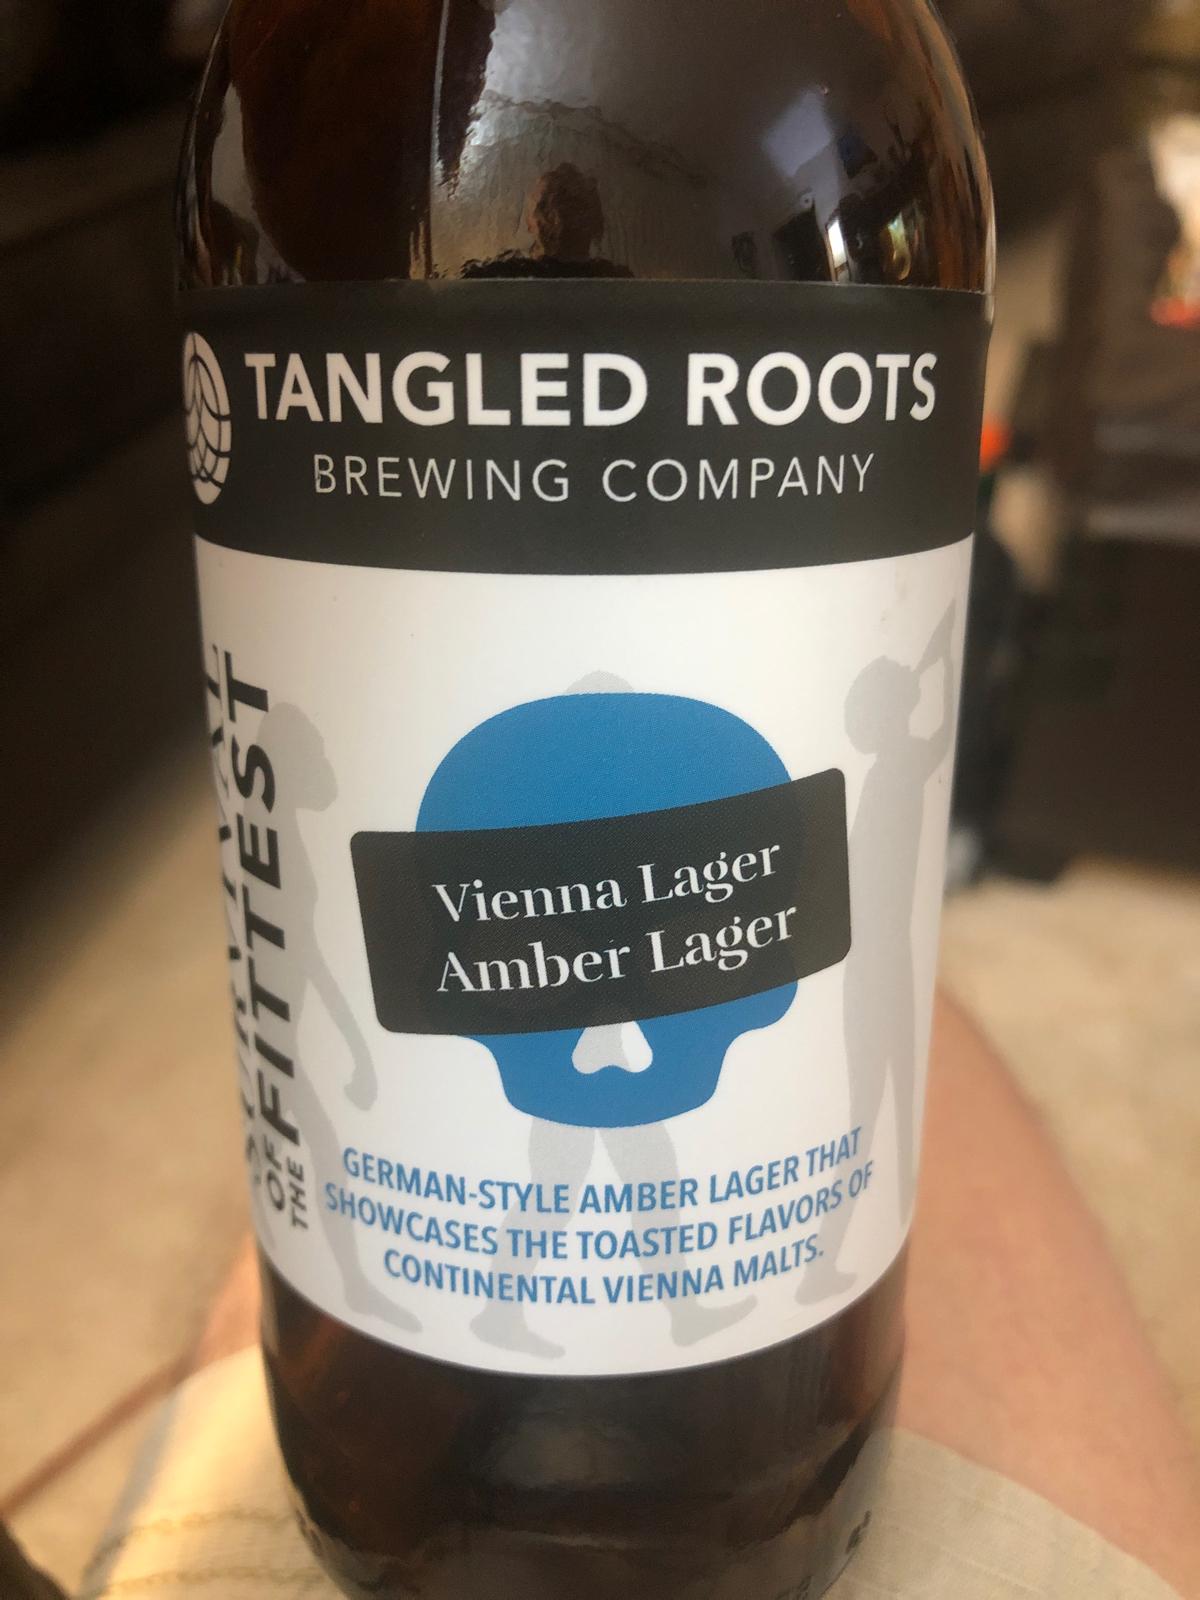 TANGLED ROOTS
BREWING COMPANY
SURVIVAL
OF
THE FITTEST
Vienna Lager
Amber Lager
GERMAN-STYLE AMBER LAGER THAT
SHOWCASES THE TOASTED FLAVORS OF
CONTINENTAL VIENNA MALTS.